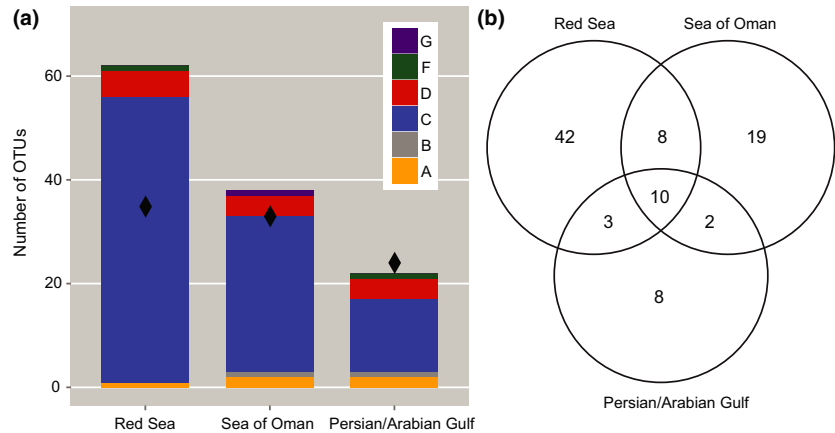 (a)
Number of OTUs
60
40
20
0
G
F
D
C
B
A
Red Sea
Sea of Oman
Persian/Arabian Gulf
(b)
Red Sea
Sea of Oman
42
8
19
10
3
2
8
Persian/Arabian Gulf